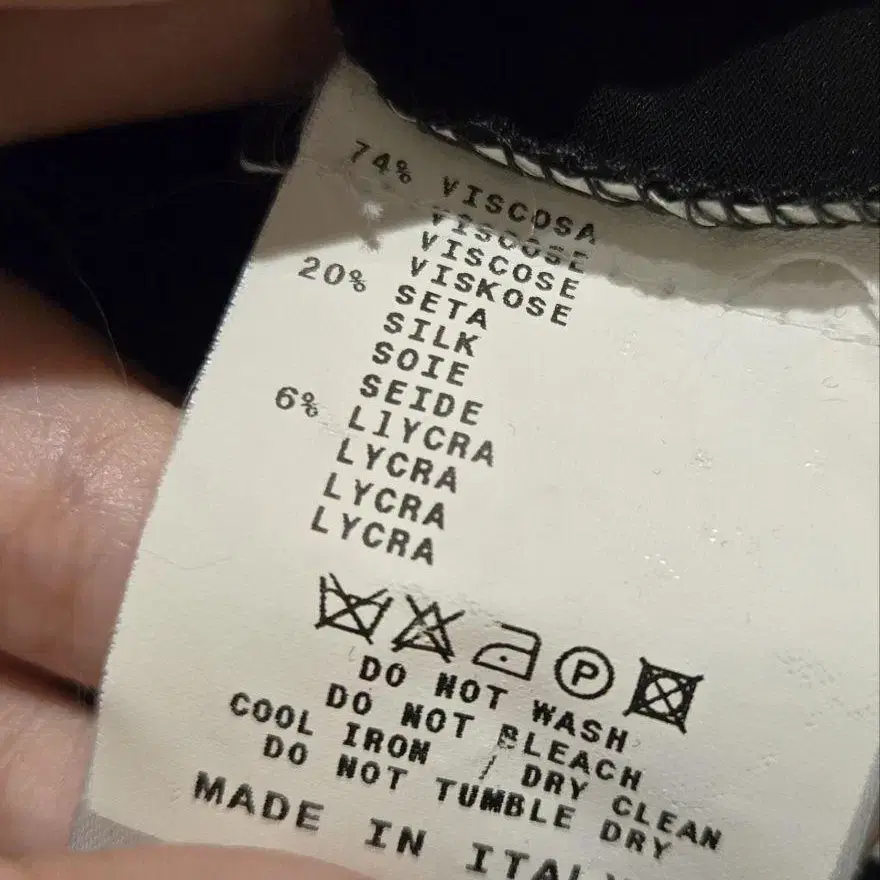 74% VISCOSA
VISCOSE
VISCOSE
VISKOSE
20% SETA
SILK
SOIE
SEIDE
6% LlYCRA
LYCRA
LYCRA
LYCRA
P
DO NOT WASH
DO NOT BLEACH
COOL IRON / DRY CLEAN
DO NOT TUMBLE DRY
MADE IN ITALY